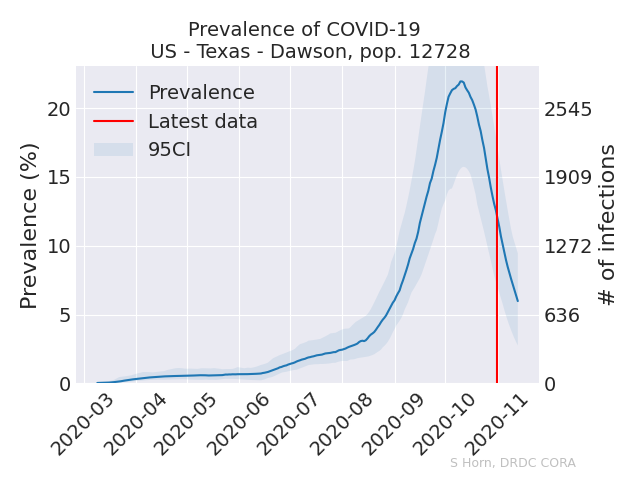 Prevalence of COVID-19
US - Texas - Dawson, pop. 12728
Prevalence
Latest data
95CI
Prevalence (%)
20
15
10
5
0
2545
1909
1272
636
0
# of infections
2020-03
2020-04
2020-05
2020-06
2020-07
2020-08
2020-09
2020-10
2020-11
S Horn, DRDC CORA